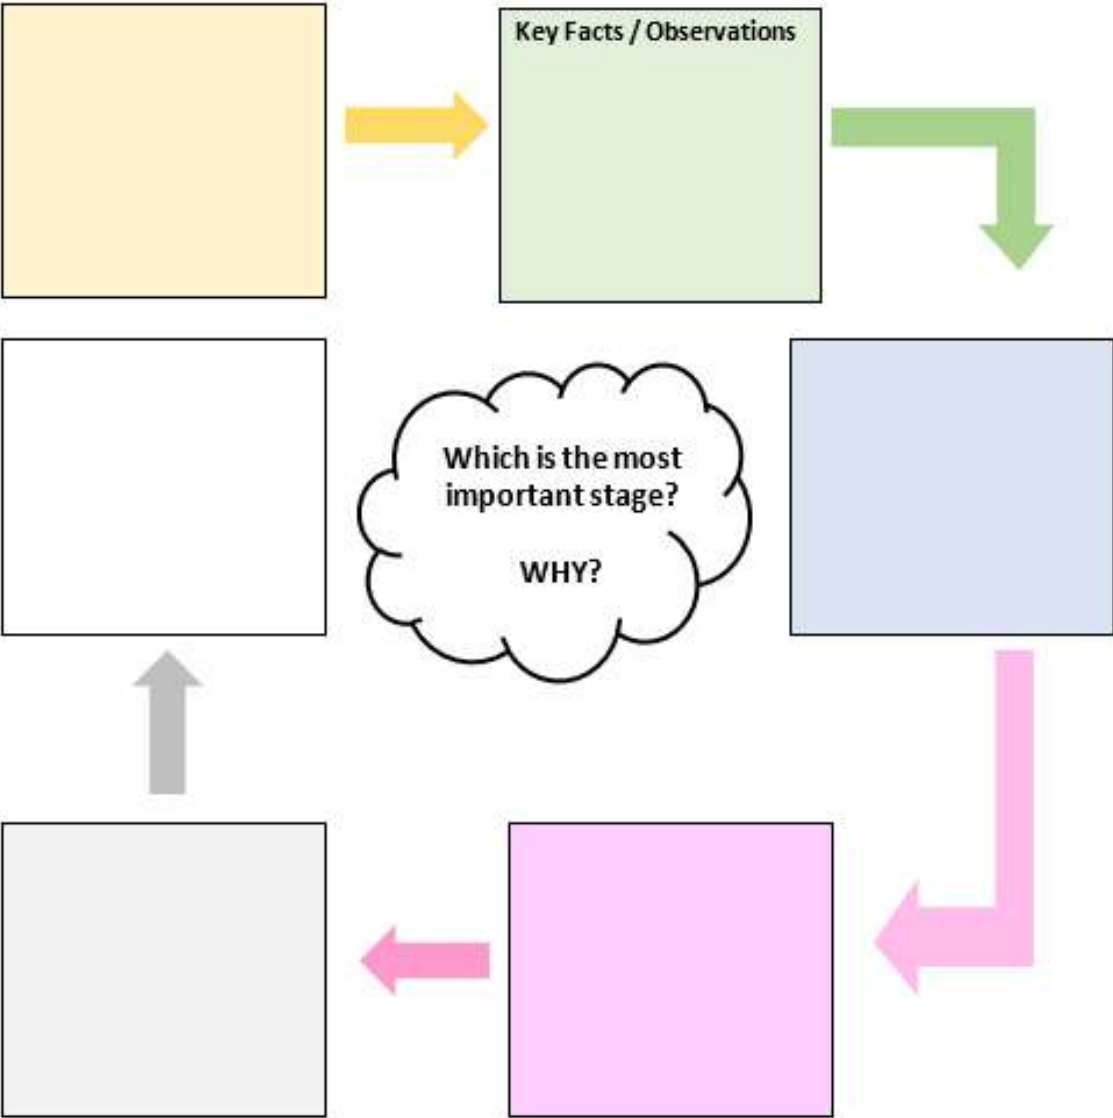 Key Facts / Observations
Which is the most
important stage?
WHY?